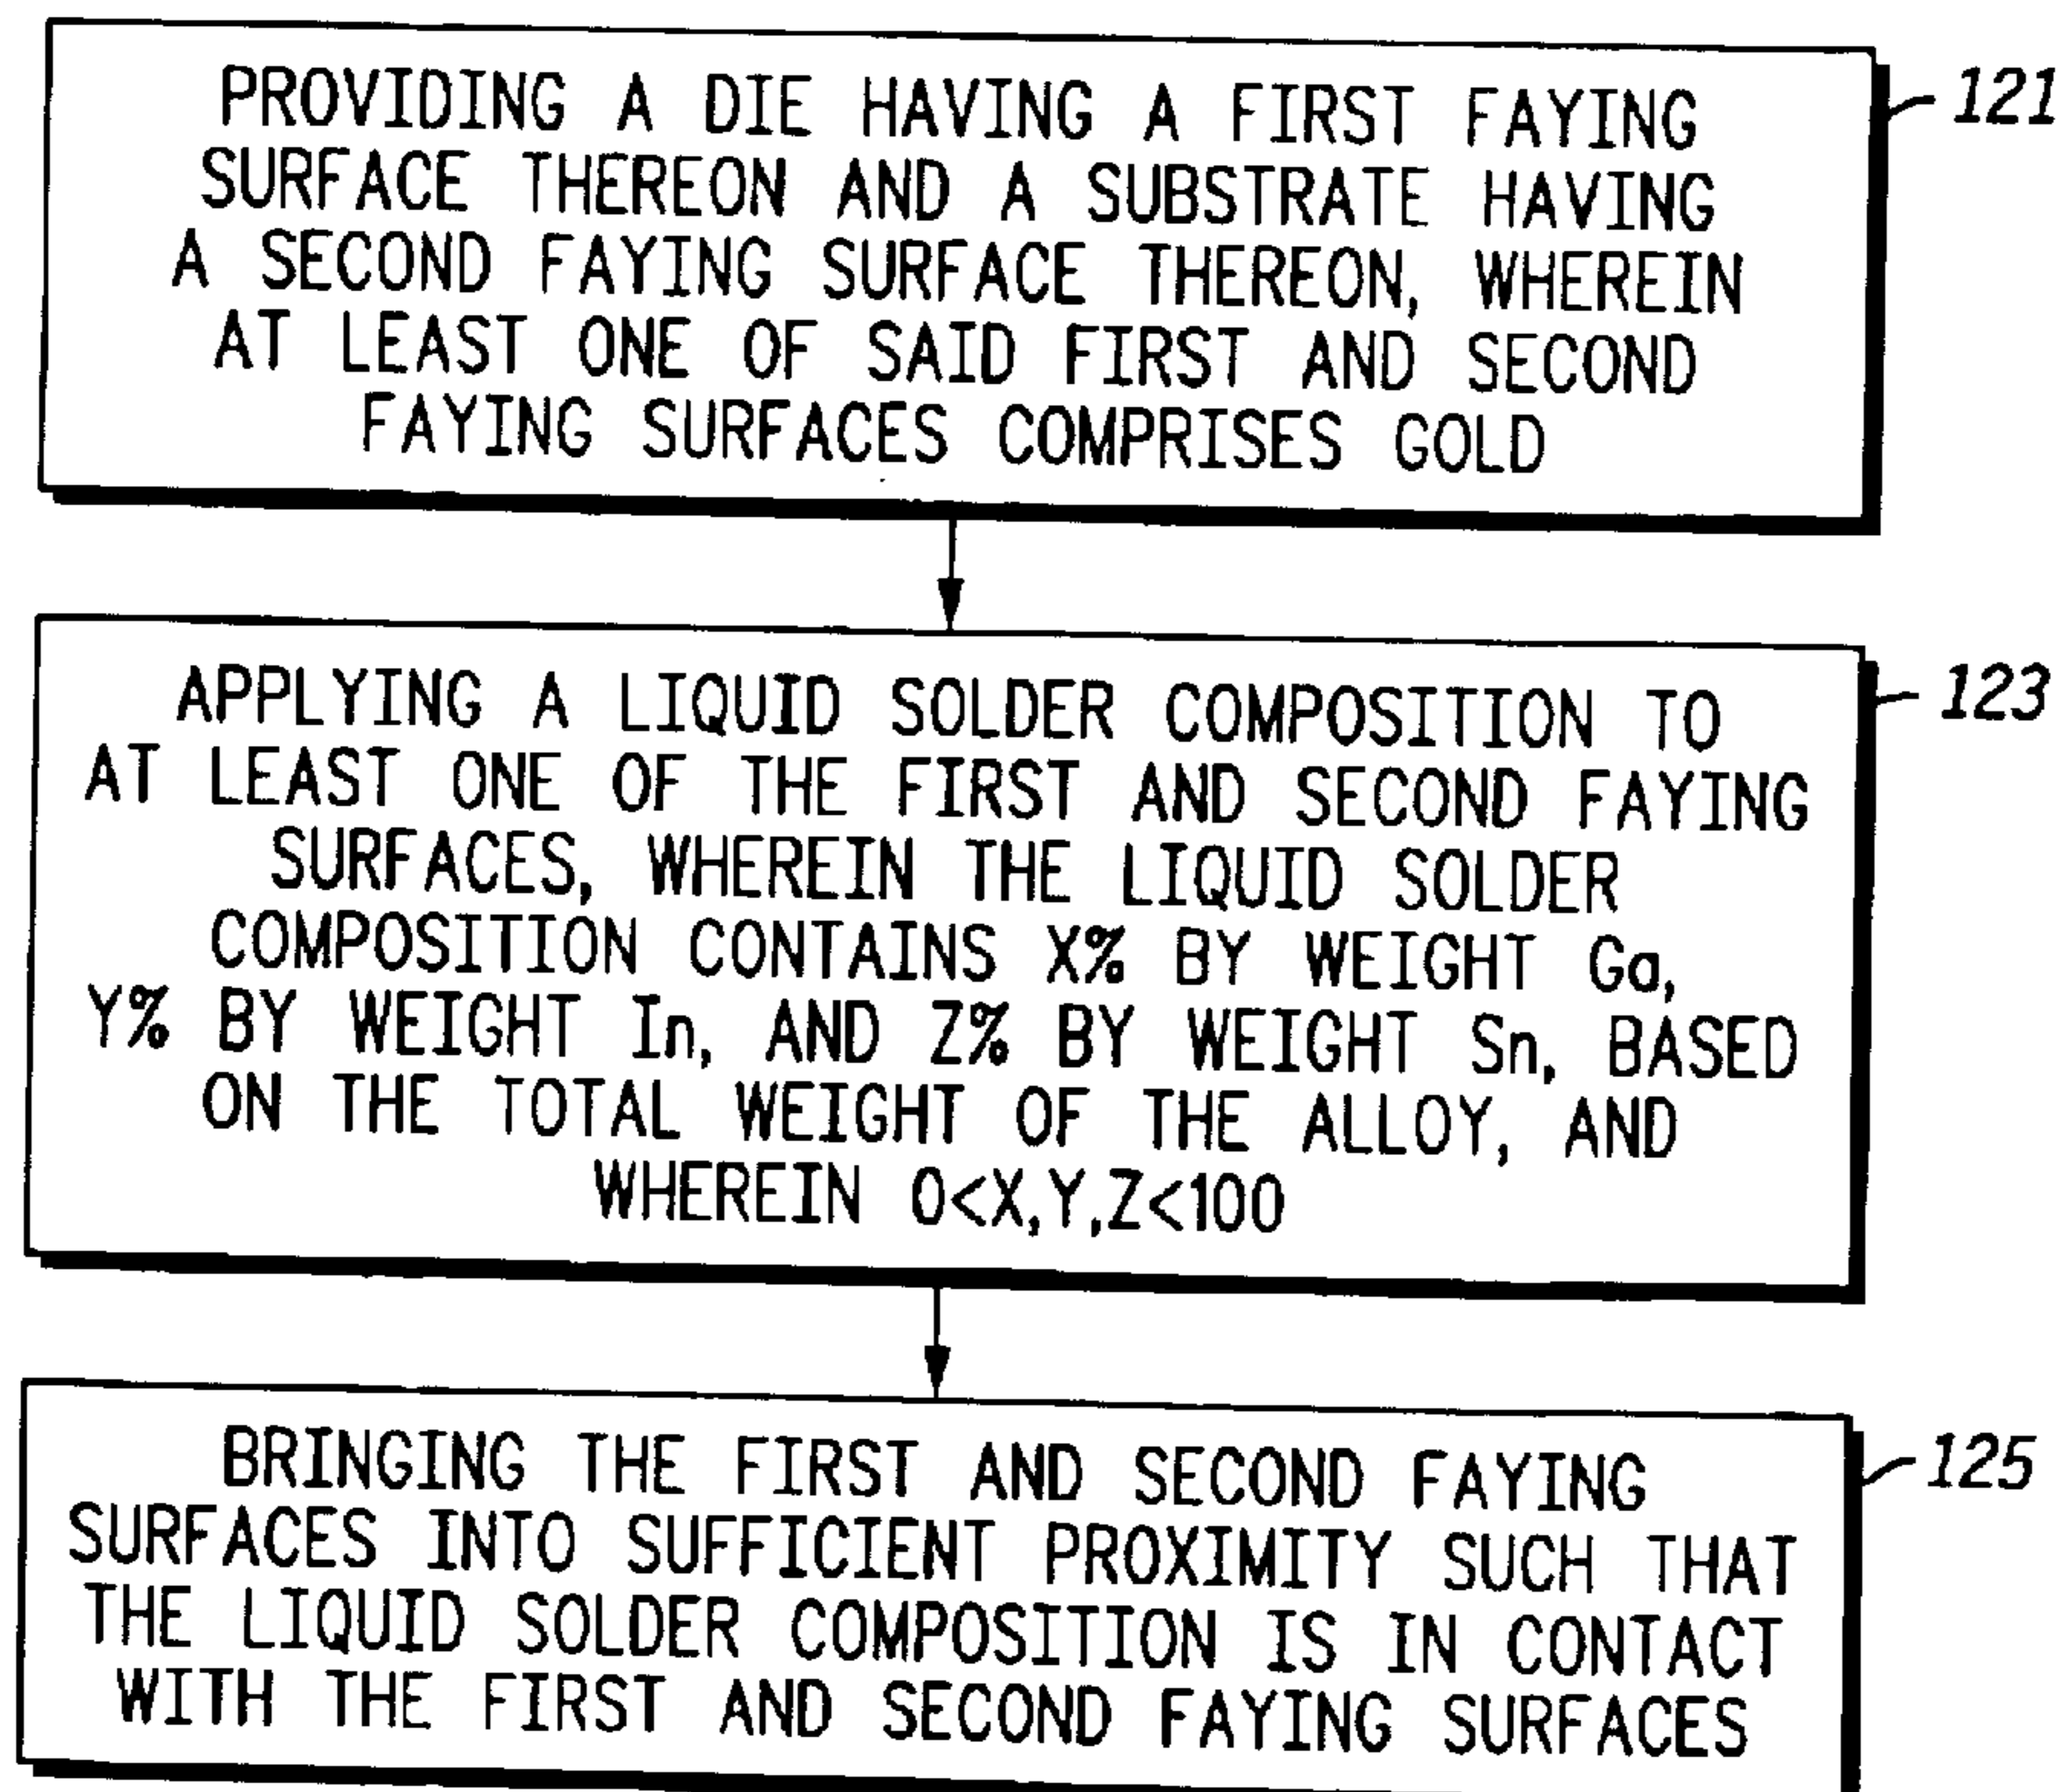 PROVIDING A DIE HAVING A FIRST FAYING
SURFACE THEREON AND A SUBSTRATE HAVING
A SECOND FAYING SURFACE THEREON, WHEREIN
AT LEAST ONE OF SAID FIRST AND SECOND
FAYING SURFACES COMPRISES GOLD
121
APPLYING A LIQUID SOLDER COMPOSITION TO
AT LEAST ONE OF THE FIRST AND SECOND FAYING
SURFACES, WHEREIN THE LIQUID SOLDER
COMPOSITION CONTAINS X% BY WEIGHT Ga,
Y% BY WEIGHT In, AND Z% BY WEIGHT Sn, BASED
ON THE TOTAL WEIGHT OF THE ALLOY, AND
WHEREIN 0<X,Y,Z<100
123
BRINGING THE FIRST AND SECOND FAYING
SURFACES INTO SUFFICIENT PROXIMITY SUCH THAT
THE LIQUID SOLDER COMPOSITION IS IN CONTACT
WITH THE FIRST AND SECOND FAYING SURFACES
125